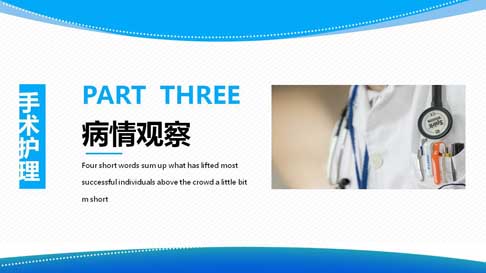 手术护理
PART THREE
病情观察
Four short words sum up what has lifted most
successful individuals above the crowd a little bit
m short